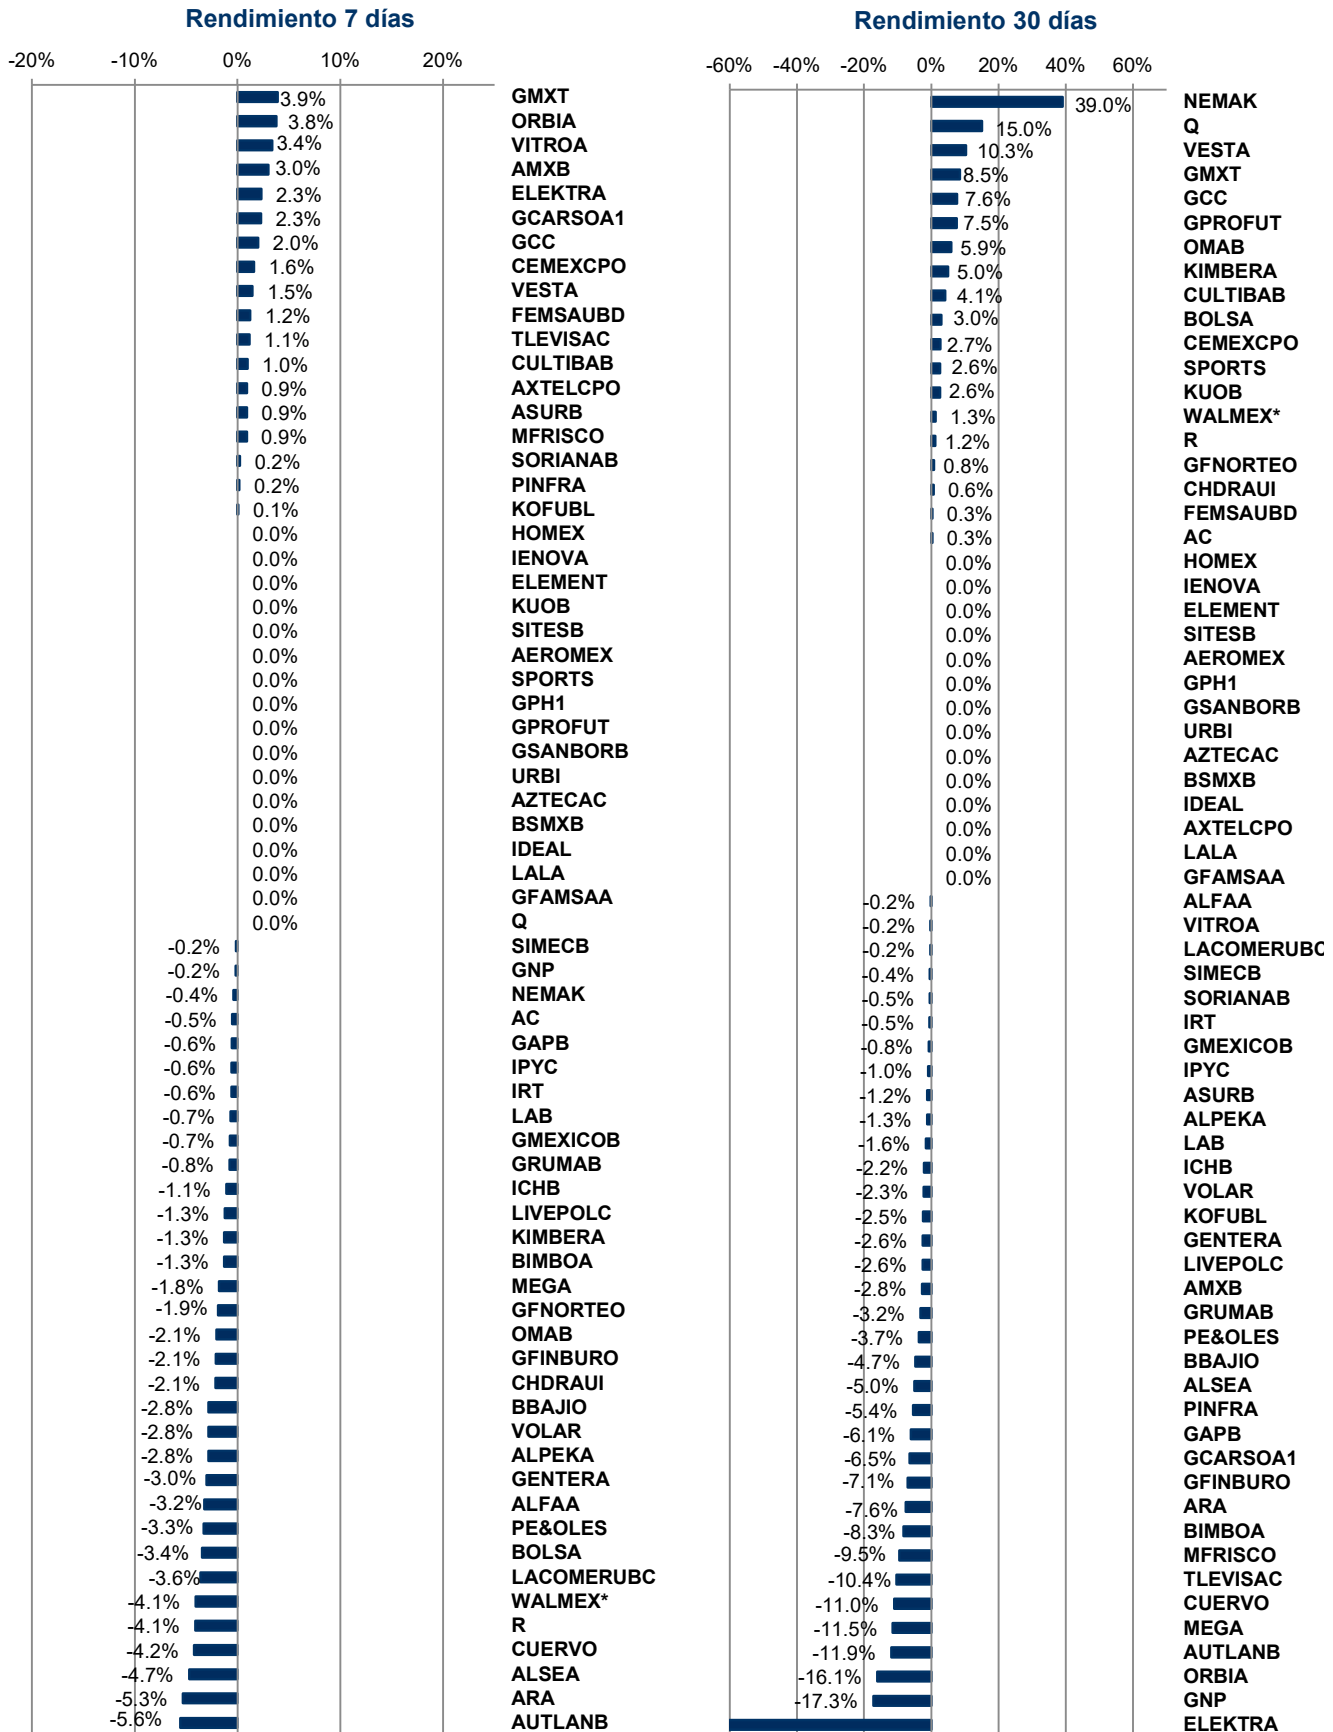 Rendimiento 7 días
-20% -10% 0% 10% 20%
3.9% GMXT
3.8% ORBIA
3.4% VITROA
3.0% AMXB
2.3% ELEKTRA
2.3% GCARSOA1
2.0% GCC
1.6% CEMEXCPO
1.5% VESTA
1.2% FEMSAUBD
1.1% TLEVISAC
1.0% CULTIBAB
0.9% AXTELCPO
0.9% ASURB
0.9% MFRISCO
0.2% SORIANAB
0.2% PINFRA
0.1% KOFUBL
0.0% HOMEX
0.0% IENOVA
0.0% ELEMENT
0.0% KUOB
0.0% SITESB
0.0% AEROMEX
0.0% SPORTS
0.0% GPH1
0.0% GPROFUT
0.0% GSANBORB
0.0% URBI
0.0% AZTECAC
0.0% BSMXB
0.0% IDEAL
0.0% LALA
0.0% GFAMSAA
0.0% Q
-0.2% SIMECB
-0.2% GNP
-0.4% NEMAK
-0.5% AC
-0.6% GAPB
-0.6% IPYC
-0.6% IRT
-0.7% LAB
-0.7% GMEXICOB
-0.8% GRUMAB
-1.1% ICHB
-1.3% LIVEPOLC
-1.3% KIMBERA
-1.3% BIMBOA
-1.8% MEGA
-1.9% GFNORTEO
-2.1% OMAB
-2.1% GFINBURO
-2.1% CHDRAUI
-2.8% BBAJIO
-2.8% VOLAR
-2.8% ALPEKA
-3.0% GENTERA
-3.2% ALFAA
-3.3% PE&OLES
-3.4% BOLSA
-3.6% LACOMERUBC
-4.1% WALMEX*
-4.1% R
-4.2% CUERVO
-4.7% ALSEA
-5.3% ARA
-5.6% AUTLANB
Rendimiento 30 días
-60% -40% -20% 0% 20% 40% 60%
39.0% NEMAK
15.0% Q
10.3% VESTA
8.5% GMXT
7.6% GCC
7.5% GPROFUT
5.9% OMAB
5.0% KIMBERA
4.1% CULTIBAB
3.0% BOLSA
2.7% CEMEXCPO
2.6% SPORTS
2.6% KUOB
1.3% WALMEX*
1.2% R
0.8% GFNORTEO
0.6% CHDRAUI
0.3% FEMSAUBD
0.3% AC
0.0% HOMEX
0.0% IENOVA
0.0% ELEMENT
0.0% SITESB
0.0% AEROMEX
0.0% GPH1
0.0% GSANBORB
0.0% URBI
0.0% AZTECAC
0.0% BSMXB
0.0% IDEAL
0.0% AXTELCPO
0.0% LALA
0.0% GFAMSAA
-0.2% ALFAA
-0.2% VITROA
-0.2% LACOMERUBC
-0.4% SIMECB
-0.5% SORIANAB
-0.5% IRT
-0.8% GMEXICOB
-1.0% IPYC
-1.2% ASURB
-1.3% ALPEKA
-1.6% LAB
-2.2% ICHB
-2.3% VOLAR
-2.5% KOFUBL
-2.6% GENTERA
-2.6% LIVEPOLC
-2.8% AMXB
-3.2% GRUMAB
-3.7% PE&OLES
-4.7% BBAJIO
-5.0% ALSEA
-5.4% PINFRA
-6.1% GAPB
-6.5% GCARSOA1
-7.1% GFINBURO
-7.6% ARA
-8.3% BIMBOA
-9.5% MFRISCO
-10.4% TLEVISAC
-11.0% CUERVO
-11.5% MEGA
-11.9% AUTLANB
-16.1% ORBIA
-17.3% GNP
ELEKTRA